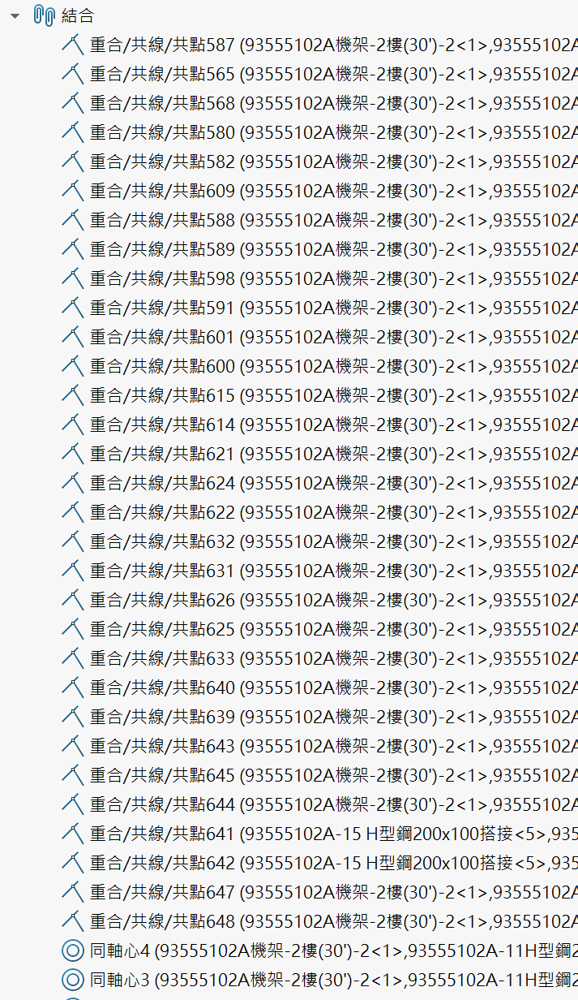 結合
重合/共線/共點587 (93555102A機架-2樓(30')-2<1>,93555102A
重合/共線/共點565 (93555102A機架-2樓(30')-2<1>,93555102A
重合/共線/共點568 (93555102A機架-2樓(30')-2<1>,93555102A
重合/共線/共點580 (93555102A機架-2樓(30')-2<1>,93555102A
重合/共線/共點582 (93555102A機架-2樓(30')-2<1>,93555102A
重合/共線/共點609 (93555102A機架-2樓(30')-2<1>,93555102A
重合/共線/共點588 (93555102A機架-2樓(30')-2<1>,93555102A
重合/共線/共點589 (93555102A機架-2樓(30')-2<1>,93555102A
重合/共線/共點598 (93555102A機架-2樓(30')-2<1>,93555102A
重合/共線/共點591 (93555102A機架-2樓(30')-2<1>,93555102A
重合/共線/共點601 (93555102A機架-2樓(30')-2<1>,93555102A
重合/共線/共點600 (93555102A機架-2樓(30')-2<1>,93555102A
重合/共線/共點615 (93555102A機架-2樓(30')-2<1>,93555102A
重合/共線/共點614 (93555102A機架-2樓(30')-2<1>,93555102A
重合/共線/共點621 (93555102A機架-2樓(30')-2<1>,93555102A
重合/共線/共點624 (93555102A機架-2樓(30')-2<1>,93555102A
重合/共線/共點622 (93555102A機架-2樓(30')-2<1>,93555102A
重合/共線/共點632 (93555102A機架-2樓(30')-2<1>,93555102A
重合/共線/共點631 (93555102A機架-2樓(30')-2<1>,93555102A
重合/共線/共點626 (93555102A機架-2樓(30')-2<1>,93555102A
重合/共線/共點625 (93555102A機架-2樓(30')-2<1>,93555102A
重合/共線/共點633 (93555102A機架-2樓(30')-2<1>,93555102A
重合/共線/共點640 (93555102A機架-2樓(30')-2<1>,93555102A
重合/共線/共點639 (93555102A機架-2樓(30')-2<1>,93555102A
重合/共線/共點643 (93555102A機架-2樓(30')-2<1>,93555102A
重合/共線/共點645 (93555102A機架-2樓(30')-2<1>,93555102A
重合/共線/共點644 (93555102A機架-2樓(30')-2<1>,93555102A
重合/共線/共點641 (93555102A-15 H型鋼200x100搭接<5>,935
重合/共線/共點642 (93555102A-15 H型鋼200x100搭接<5>,935
重合/共線/共點647 (93555102A機架-2樓(30')-2<1>,93555102A
重合/共線/共點648 (93555102A機架-2樓(30')-2<1>,93555102A
同軸心4 (93555102A機架-2樓(30')-2<1>,93555102A-11H型鋼2
同軸心3 (93555102A機架-2樓(30')-2<1>,93555102A-11H型鋼2